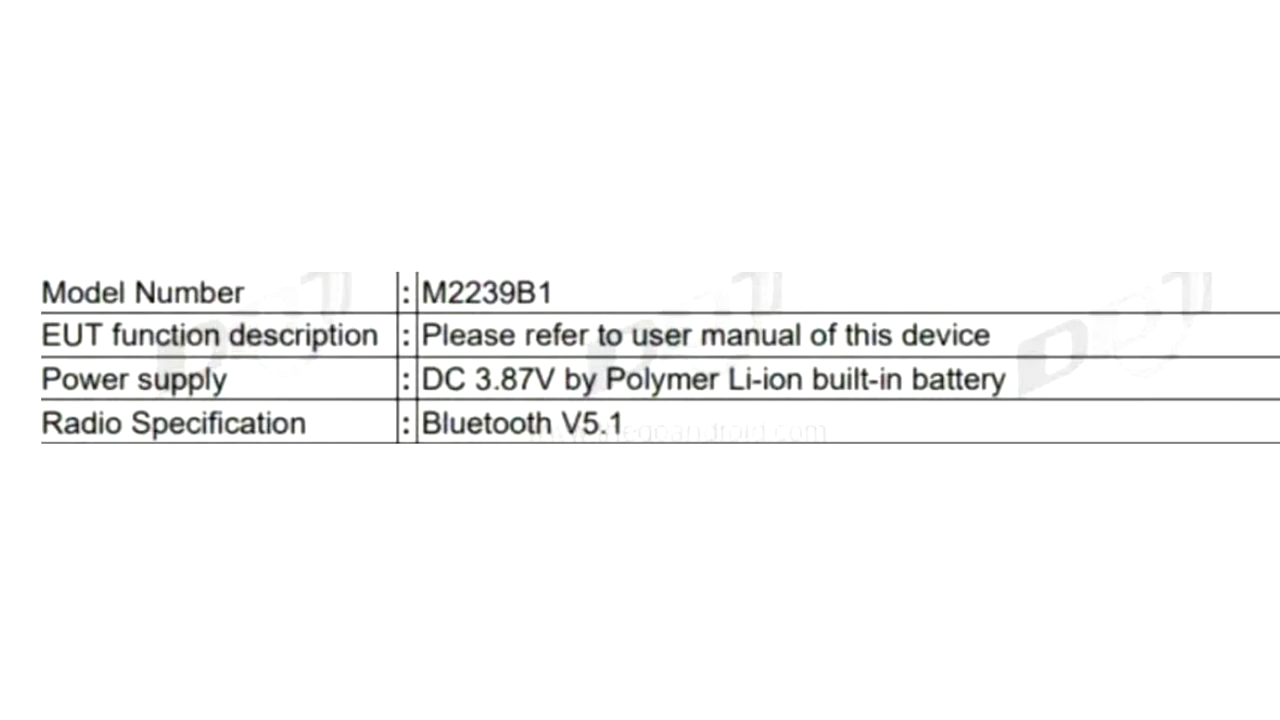 Model Number : M2239B1
EUT function description : Please refer to user manual of this device
Power supply : DC 3.87V by Polymer Li-ion built-in battery
Radio Specification : Bluetooth V5.1